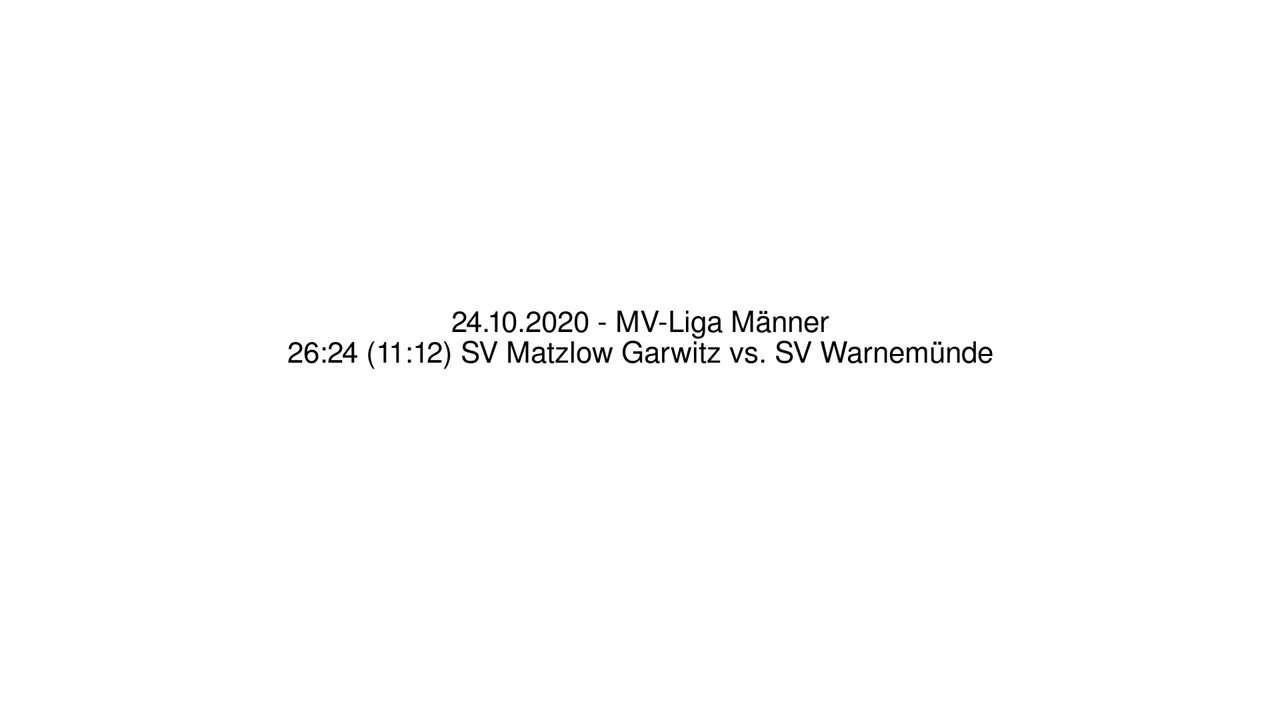 24.10.2020 - MV-Liga Männer
26:24 (11:12) SV Matzlow Garwitz vs. SV Warnemünde